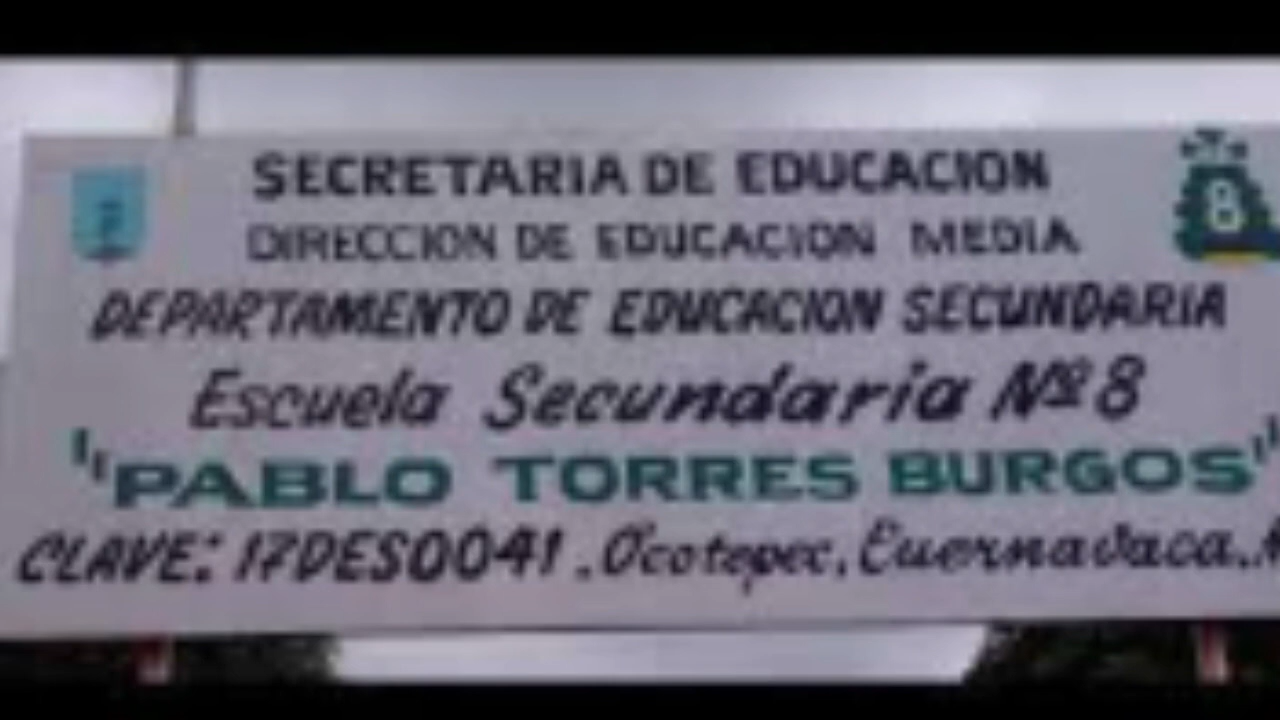 SECRETARIA DE EDUCACION
DIRECCION DE EDUCACION MEDIA
8
DEPARTAMENTO DE EDUCACION SECUNDARIA
Escuela Secundaria Nº 8
"PABLO TORRES BURGOS"
CLAVE: 17DES0041. Ocotepec, Cuernavaca,